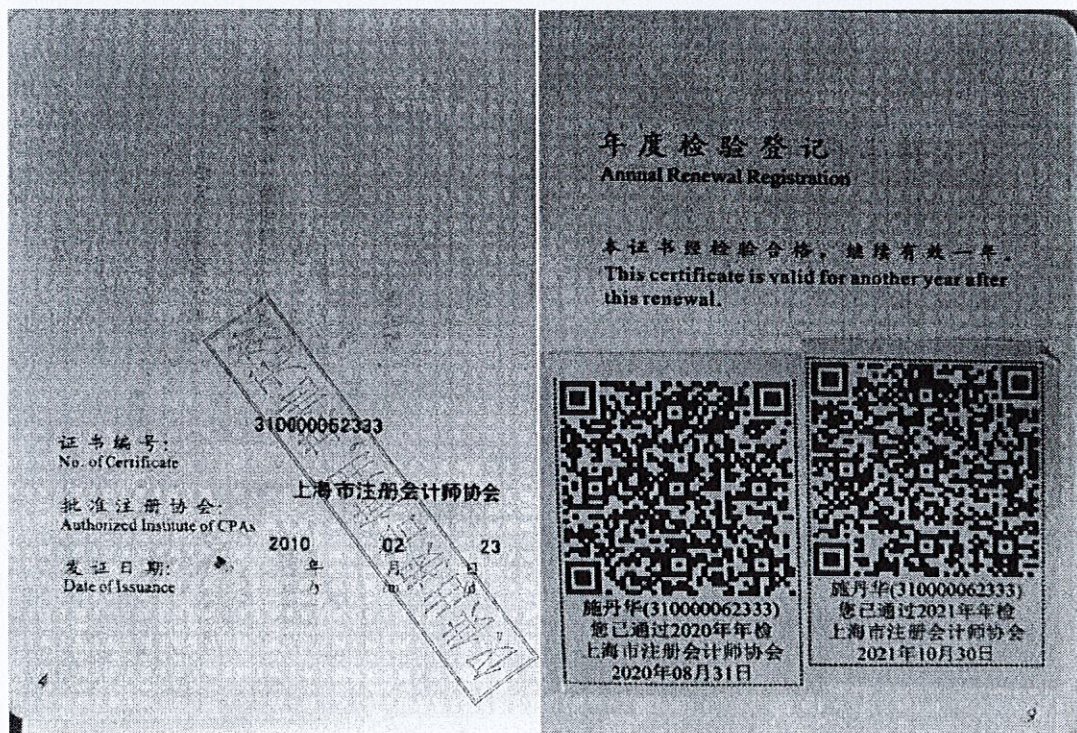 310000062333
证书编号:
No. of Certificate
上海市注册会计师协会
批准注册协会:
Authorized Institute of CPAs
2010 02 23
发证日期: 年 月 日
Date of Issuance /y /m /d
4
年度检验登记
Annual Renewal Registration
本证书经检验合格，继续有效一年.
This certificate is valid for another year after
this renewal.
施丹华(310000062333)
您已通过2020年年检
上海市注册会计师协会
2020年08月31日
施丹华(310000062333)
您已通过2021年年检
上海市注册会计师协会
2021年10月30日
9